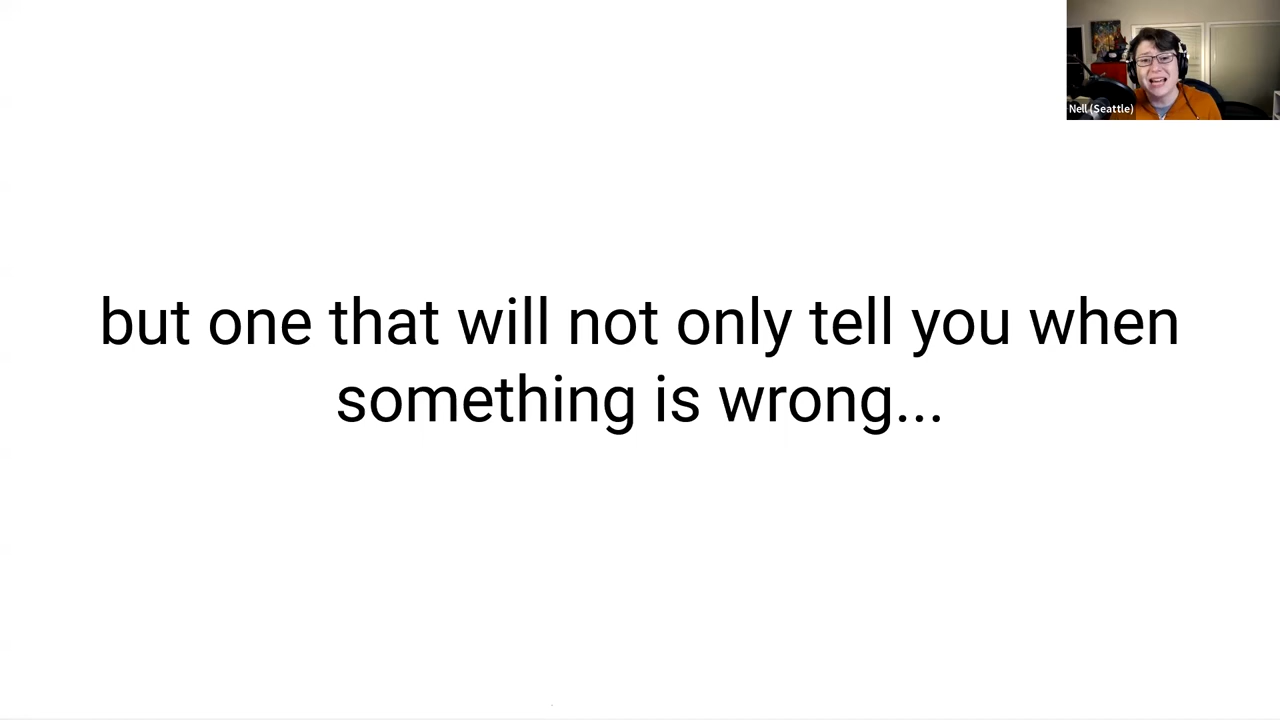 Nell (Seattle)
but one that will not only tell you when
something is wrong...